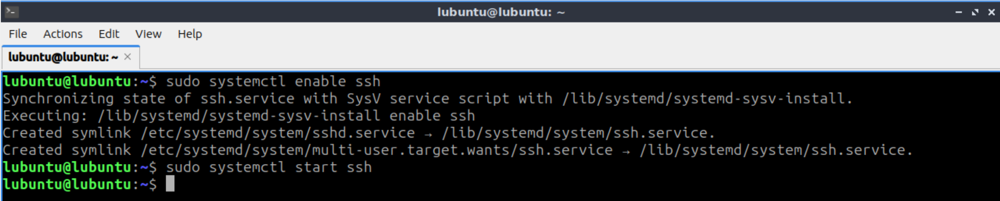 lubuntu@lubuntu: ~
File Actions Edit View Help
lubuntu@lubuntu: ~
lubuntu@lubuntu:~$ sudo systemctl enable ssh
Synchronizing state of ssh.service with SysV service script with /lib/systemd/systemd-sysv-install.
Executing: /lib/systemd/systemd-sysv-install enable ssh
Created symlink /etc/systemd/system/sshd.service → /lib/systemd/system/ssh.service.
Created symlink /etc/systemd/system/multi-user.target.wants/ssh.service → /lib/systemd/system/ssh.service.
lubuntu@lubuntu:~$ sudo systemctl start ssh
lubuntu@lubuntu:~$